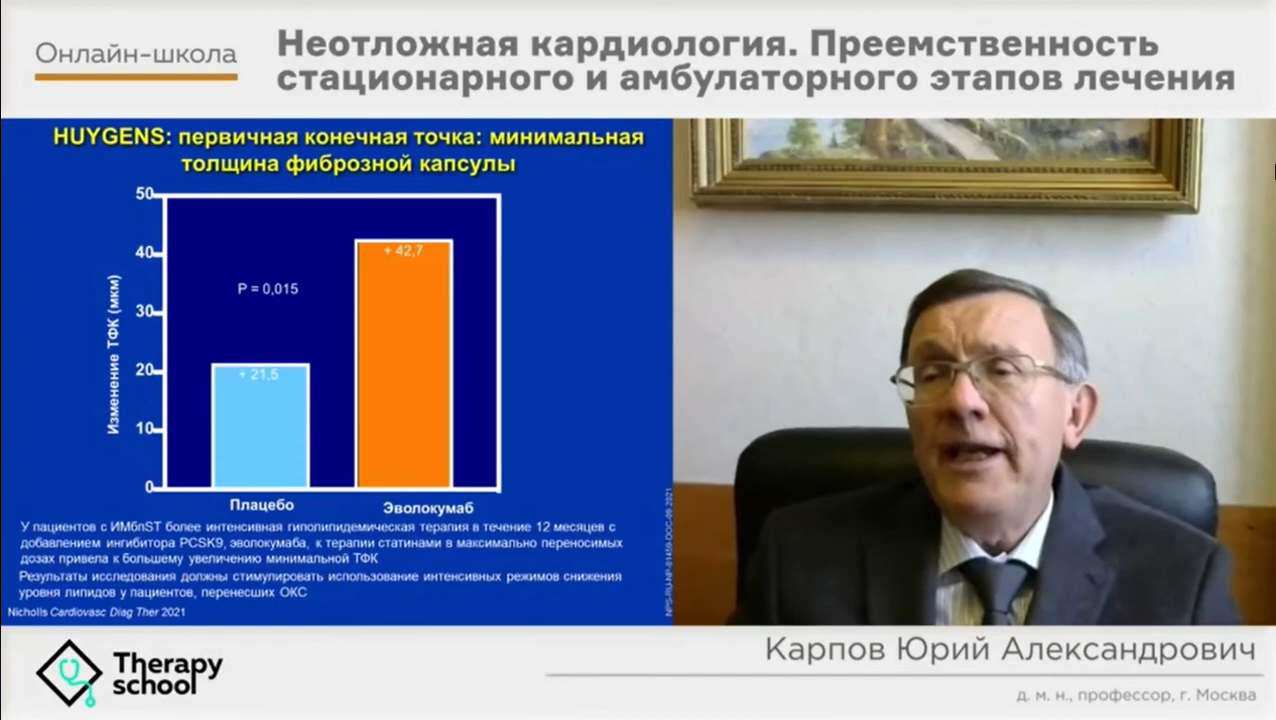 Онлайн-школа
Неотложная кардиология. Преемственность
стационарного и амбулаторного этапов лечения
HUYGENS: первичная конечная точка: минимальная
толщина фиброзной капсулы
Изменение ТФК (мкм)
50
40
30
20
10
0
P = 0,015
+ 21,5
+ 42,7
Плацебо
Эволокумаб
У пациентов с ИМбпST более интенсивная гиполипидемическая терапия в течение 12 месяцев с
добавлением ингибитора PCSK9, эволокумаба, к терапии статинами в максимально переносимых
дозах привела к большему увеличению минимальной ТФК
Результаты исследования должны стимулировать использование интенсивных режимов снижения
уровня липидов у пациентов, перенесших ОКС
Nicholls Cardiovasc Diag Ther 2021
Therapy
school
Карпов Юрий Александрович
д. м. н., профессор, г. Москва